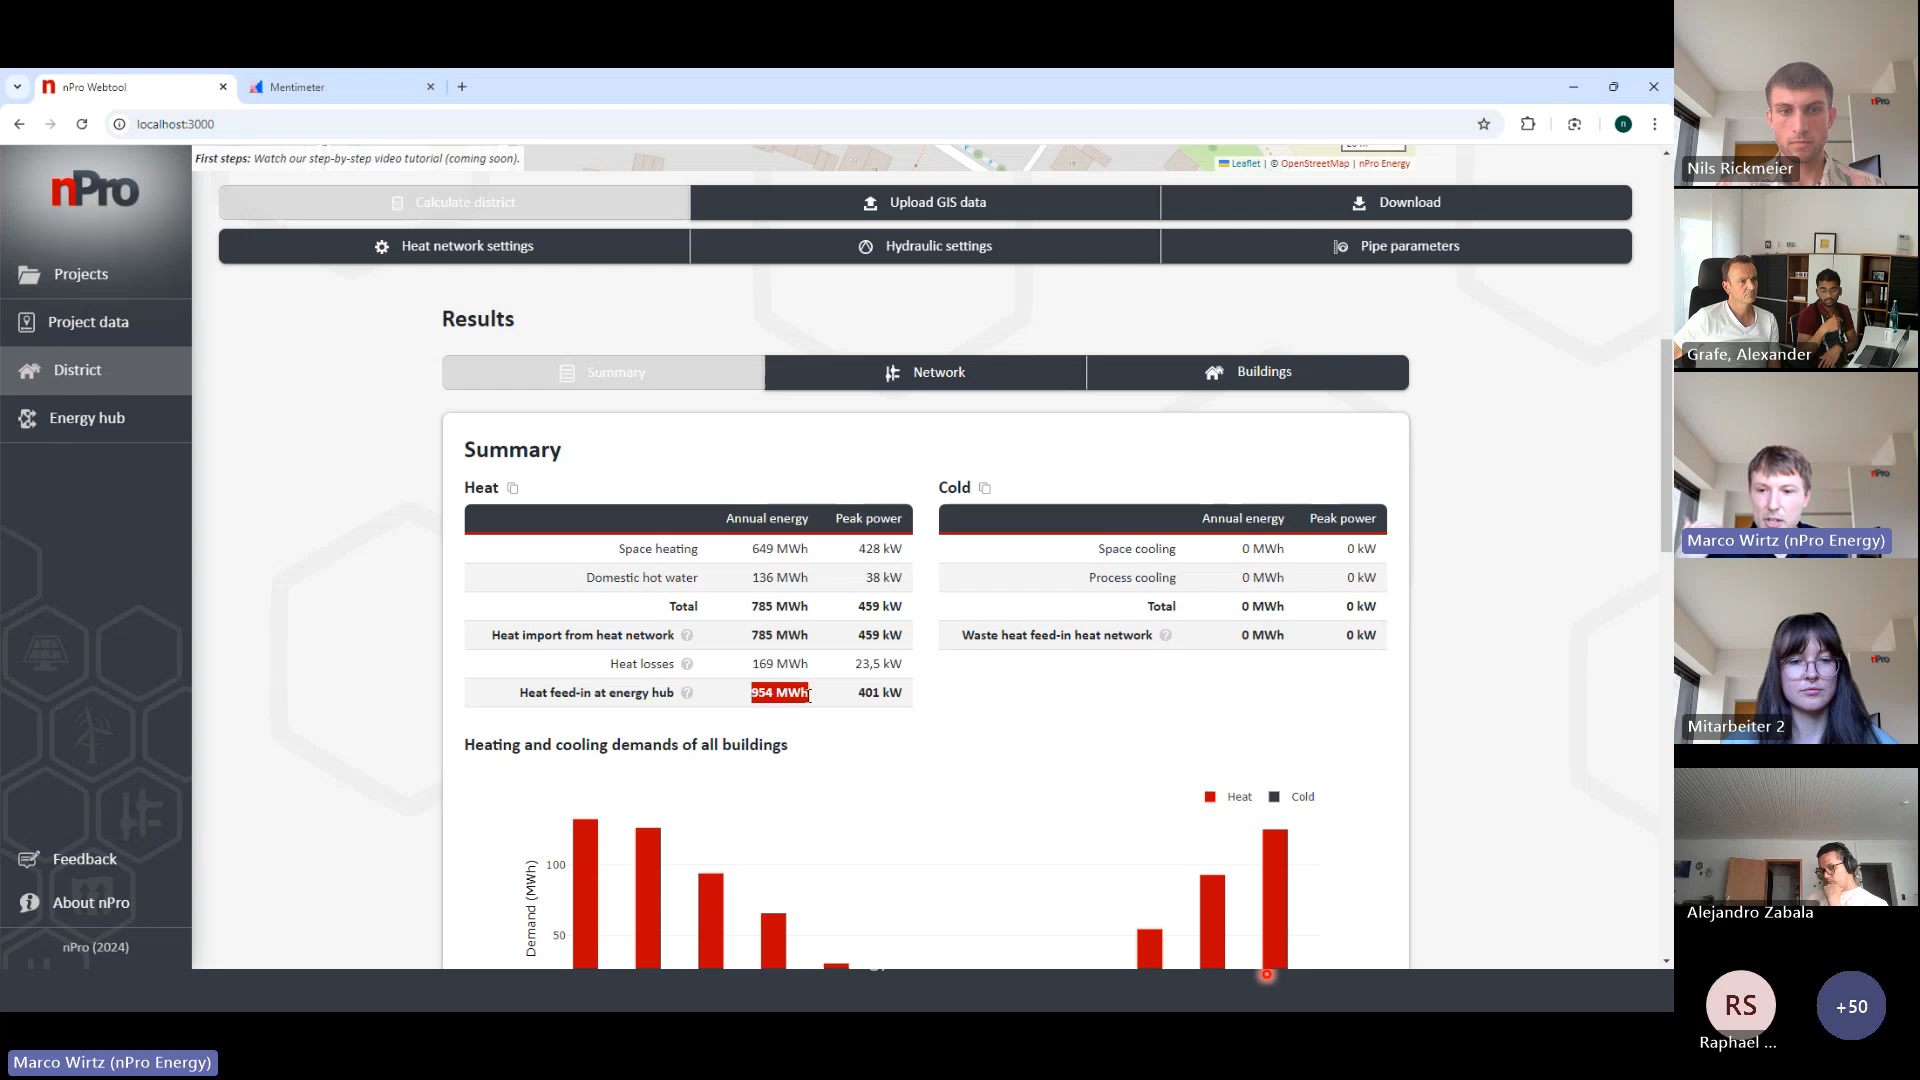 nPro Webtool
Mentimeter
localhost:3000
First steps: Watch our step-by-step video tutorial (coming soon).
Leaflet | © OpenStreetMap | nPro Energy
nPro
Calculate district
Upload GIS data
Download
Heat network settings
Hydraulic settings
Pipe parameters
Projects
Project data
District
Energy hub
Feedback
About nPro
nPro (2024)
Results
Summary
Network
Buildings
Summary
Heat
Annual energy Peak power
Space heating 649 MWh 428 kW
Domestic hot water 136 MWh 38 kW
Total 785 MWh 459 kW
Heat import from heat network 785 MWh 459 kW
Heat losses 169 MWh 23,5 kW
Heat feed-in at energy hub 954 MWh 401 kW
Cold
Annual energy Peak power
Space cooling 0 MWh 0 kW
Process cooling 0 MWh 0 kW
Total 0 MWh 0 kW
Waste heat feed-in heat network 0 MWh 0 kW
Heating and cooling demands of all buildings
Heat Cold
Demand (MWh)
100
50
Nils Rickmeier
Grafe, Alexander
Marco Wirtz (nPro Energy)
Mitarbeiter 2
Alejandro Zabala
RS
+50
Raphael ...
Marco Wirtz (nPro Energy)